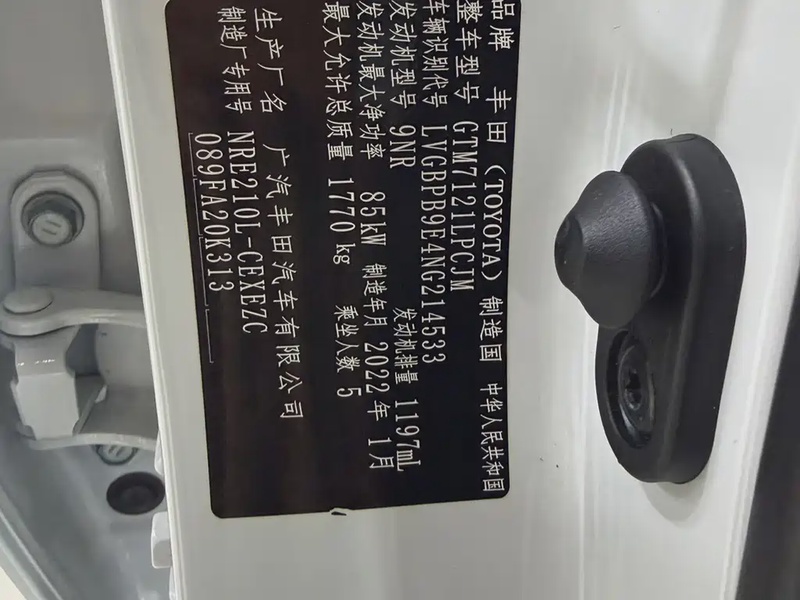 品牌 丰田（TOYOTA） 制造国 中华人民共和国
整车型号 GTM7121LPCJM
车辆识别代号 LVGBPB9E4NG214533
发动机型号 9NR 发动机排量 1197mL
发动机最大净功率 85kW 制造年月 2022年1月
最大允许总质量 1770 kg 乘坐人数 5
生产厂名 广汽丰田汽车有限公司
制造厂专用号 NRE210L-CEXEZC
089FA20K313